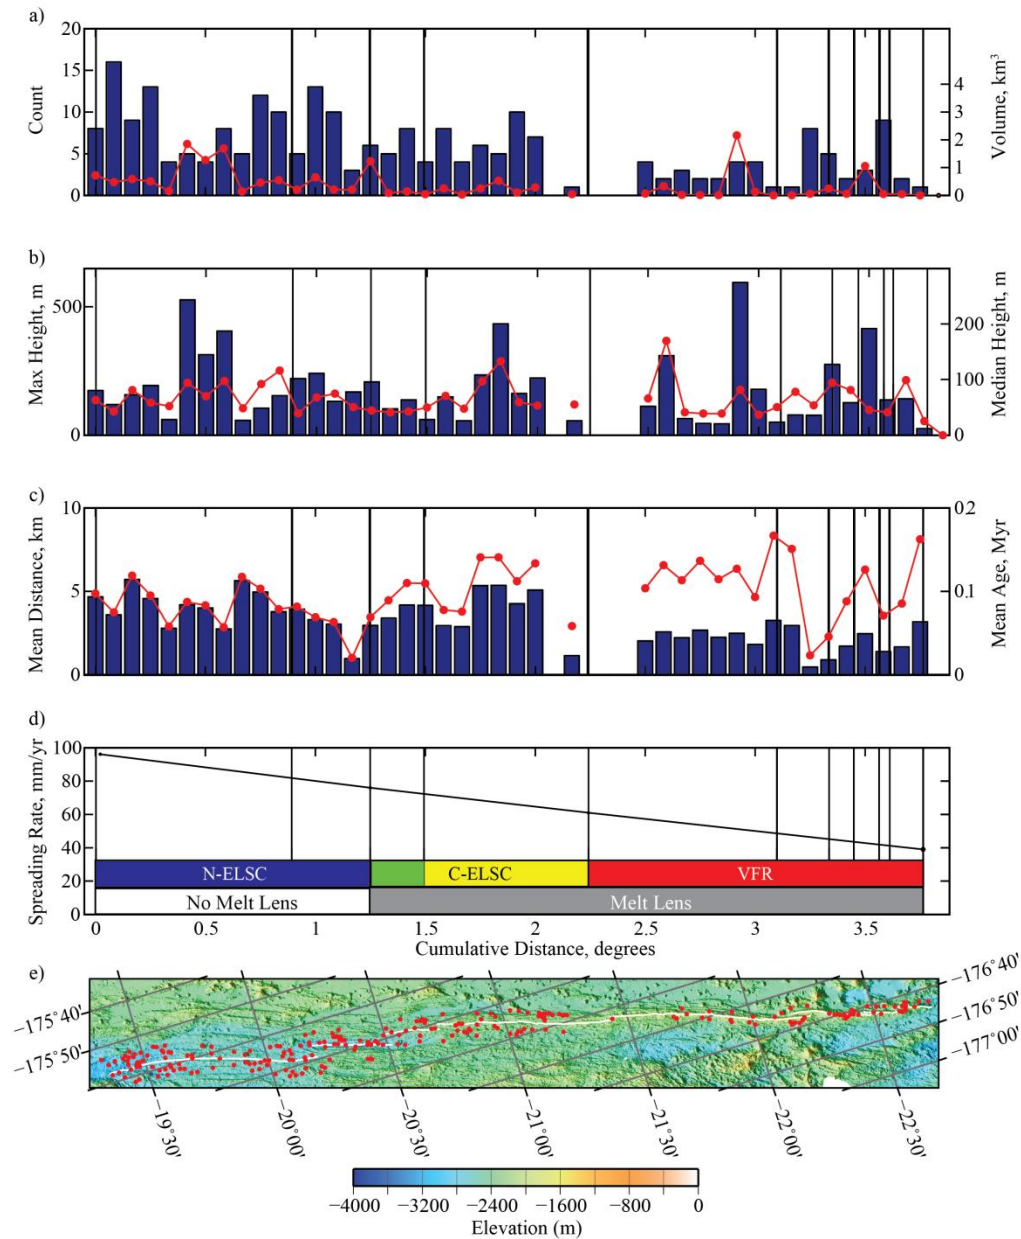 a)
20
15
10
5
0
Count
4
3
2
1
0
Volume, km³
b)
500
0
Max Height, m
200
100
0
Median Height, m
c)
10
5
0
Mean Distance, km
0.2
0.1
0
Mean Age, Myr
d)
100
80
60
40
20
0
Spreading Rate, mm/yr
N-ELSC
C-ELSC
VFR
No Melt Lens
Melt Lens
0
0.5
1
1.5
2
2.5
3
3.5
Cumulative Distance, degrees
e)
−175°40'
−175°50'
−176°40'
−176°50'
−177°00'
−19°30'
−20°00'
−20°30'
−21°00'
−21°30'
−22°00'
−22°30'
−4000
−3200
−2400
−1600
−800
0
Elevation (m)